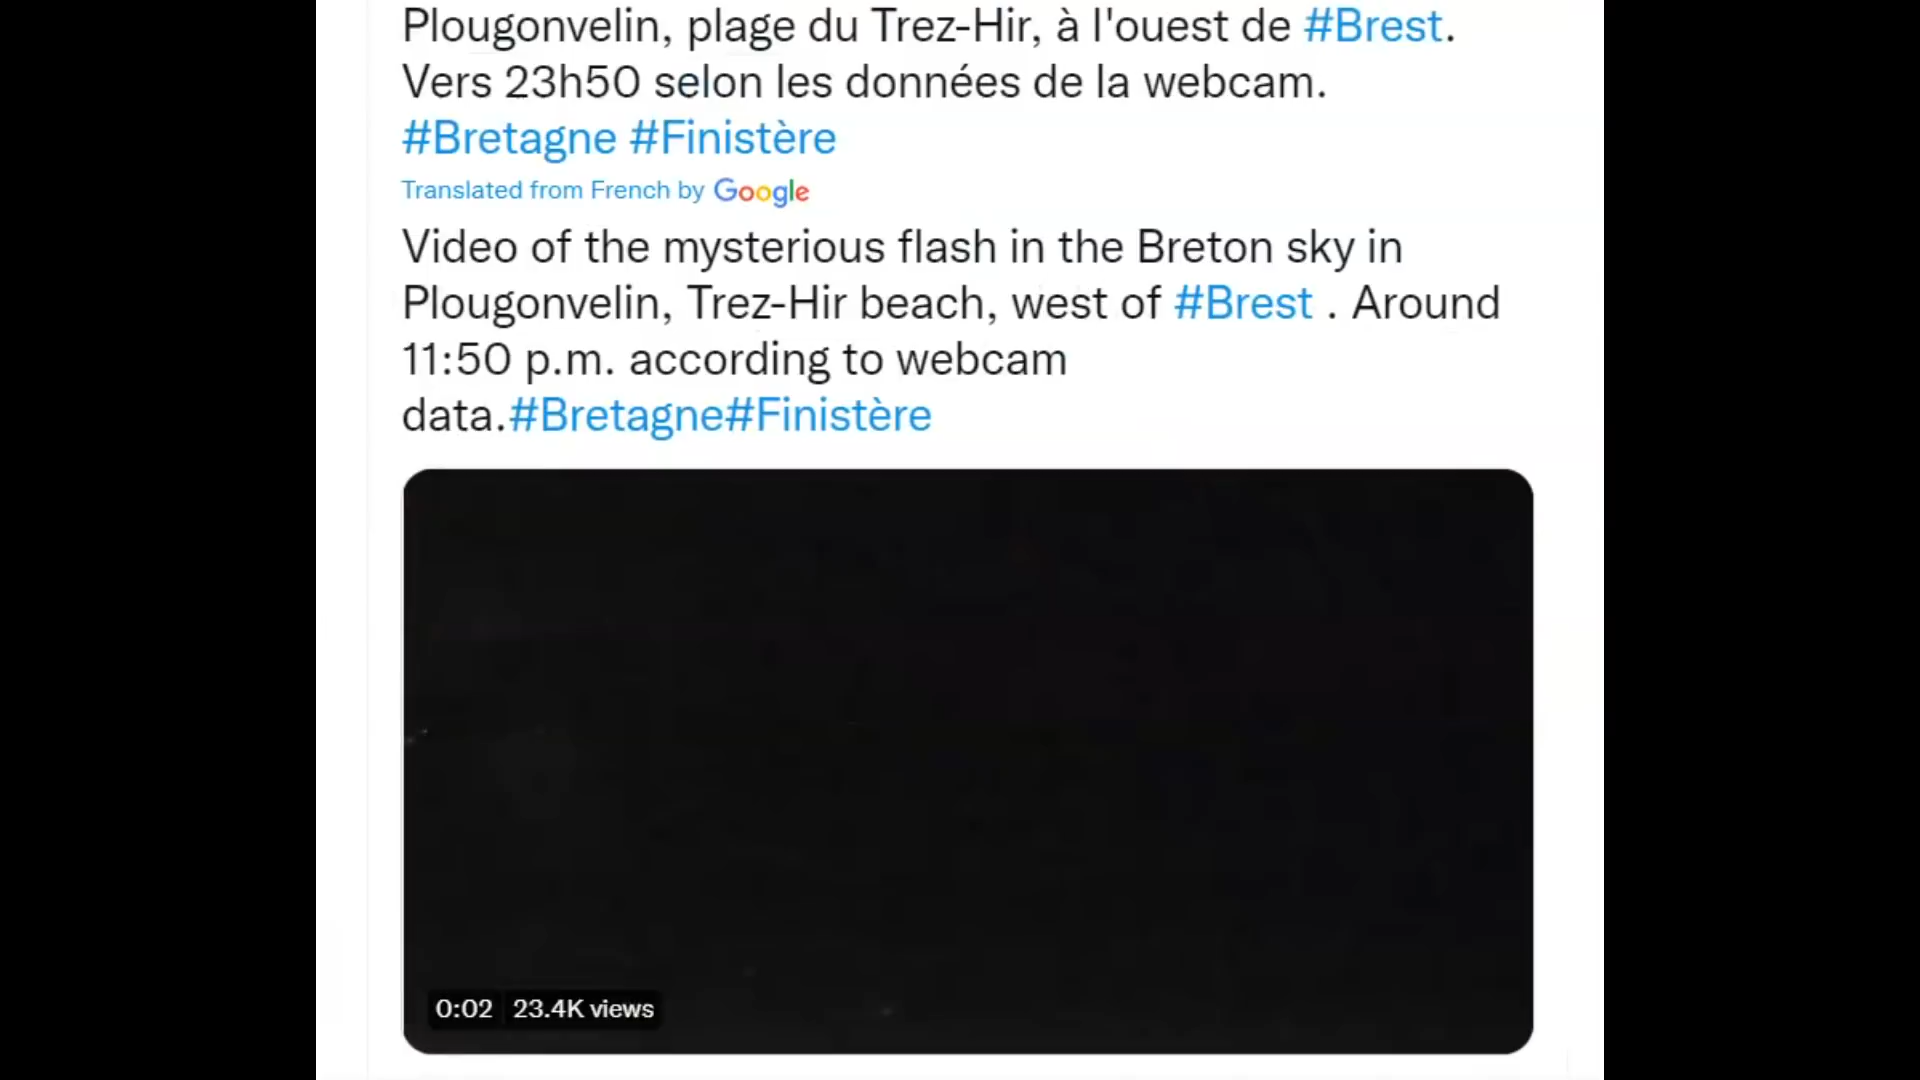 Plougonvelin, plage du Trez-Hir, à l'ouest de #Brest.
Vers 23h50 selon les données de la webcam.
#Bretagne #Finistère
Translated from French by Google
Video of the mysterious flash in the Breton sky in
Plougonvelin, Trez-Hir beach, west of #Brest . Around
11:50 p.m. according to webcam
data.#Bretagne#Finistère
0:02 23.4K views